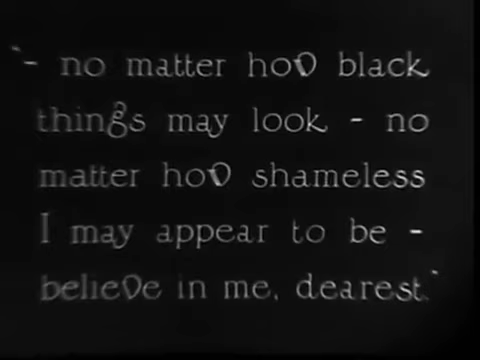 "- no matter how black
things may look - no
matter how shameless
I may appear to be -
believe in me, dearest."